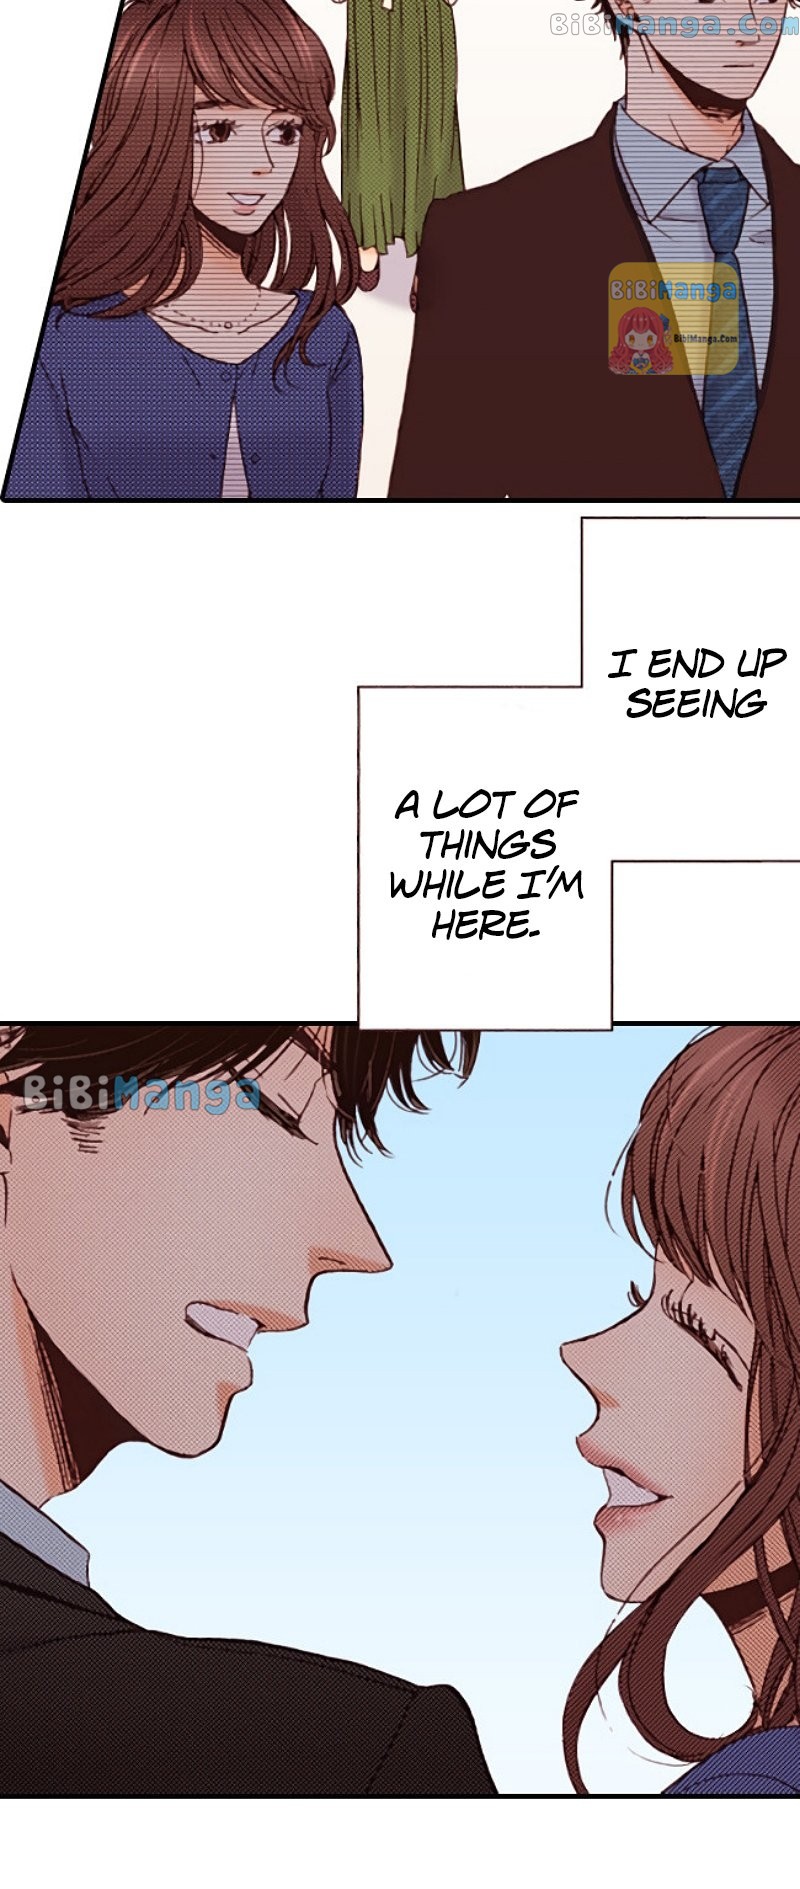 BiBiManga.Com
BiBiManga
BibiManga.Com
I END UP
SEEING
A LOT OF
THINGS
WHILE I'M
HERE.
BiBiManga